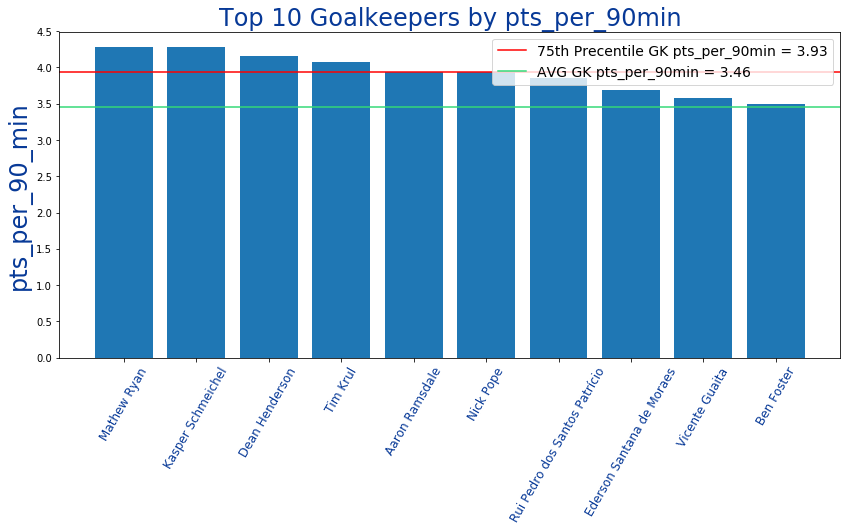 Top 10 Goalkeepers by pts_per_90min
75th Precentile GK pts_per_90min = 3.93
AVG GK pts_per_90min = 3.46
pts_per_90_min
4.5
4.0
3.5
3.0
2.5
2.0
1.5
1.0
0.5
0.0
Mathew Ryan
Kasper Schmeichel
Dean Henderson
Tim Krul
Aaron Ramsdale
Nick Pope
Rui Pedro dos Santos Patrício
Ederson Santana de Moraes
Vicente Guaita
Ben Foster